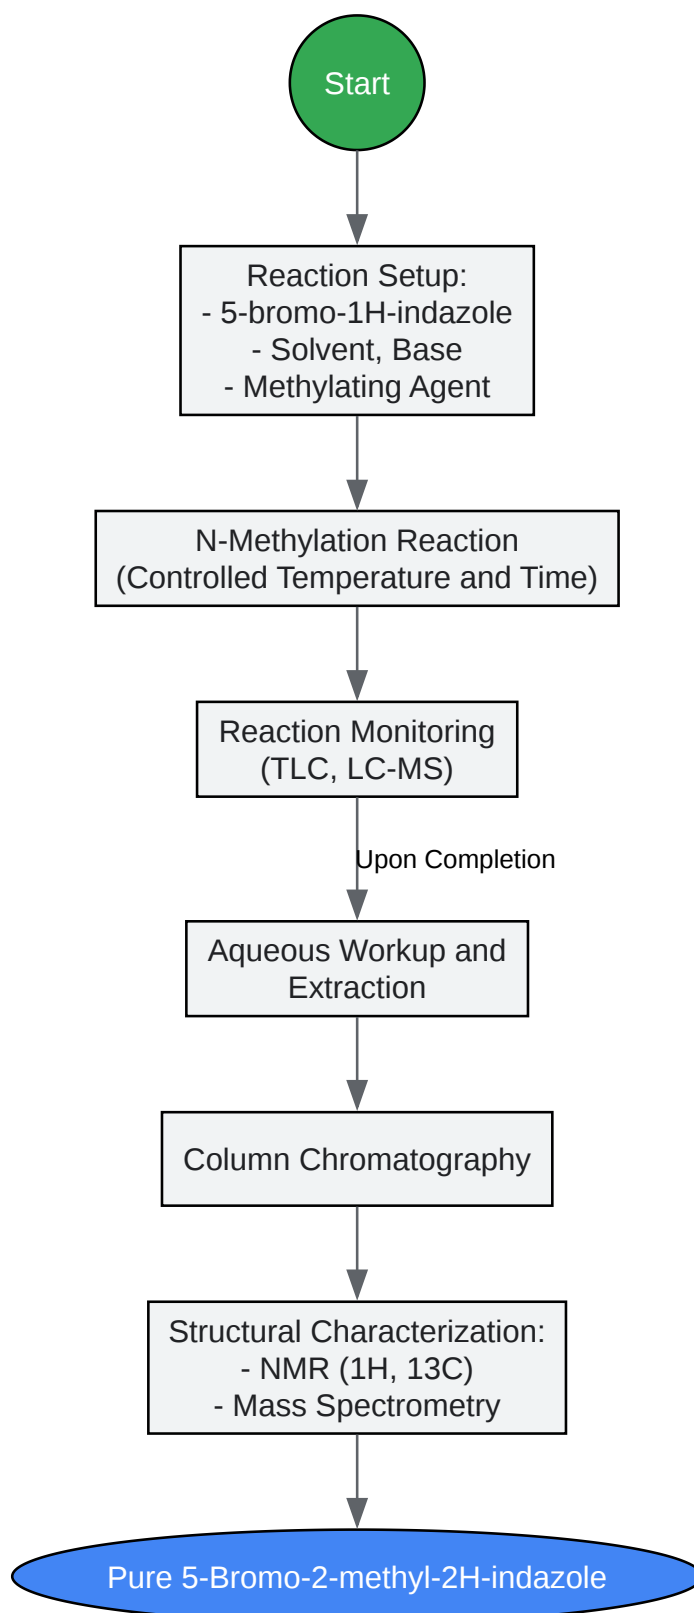 Start
Reaction Setup:
- 5-bromo-1H-indazole
- Solvent, Base
- Methylating Agent
N-Methylation Reaction
(Controlled Temperature and Time)
Reaction Monitoring
(TLC, LC-MS)
Upon Completion
Aqueous Workup and
Extraction
Column Chromatography
Structural Characterization:
- NMR (1H, 13C)
- Mass Spectrometry
Pure 5-Bromo-2-methyl-2H-indazole